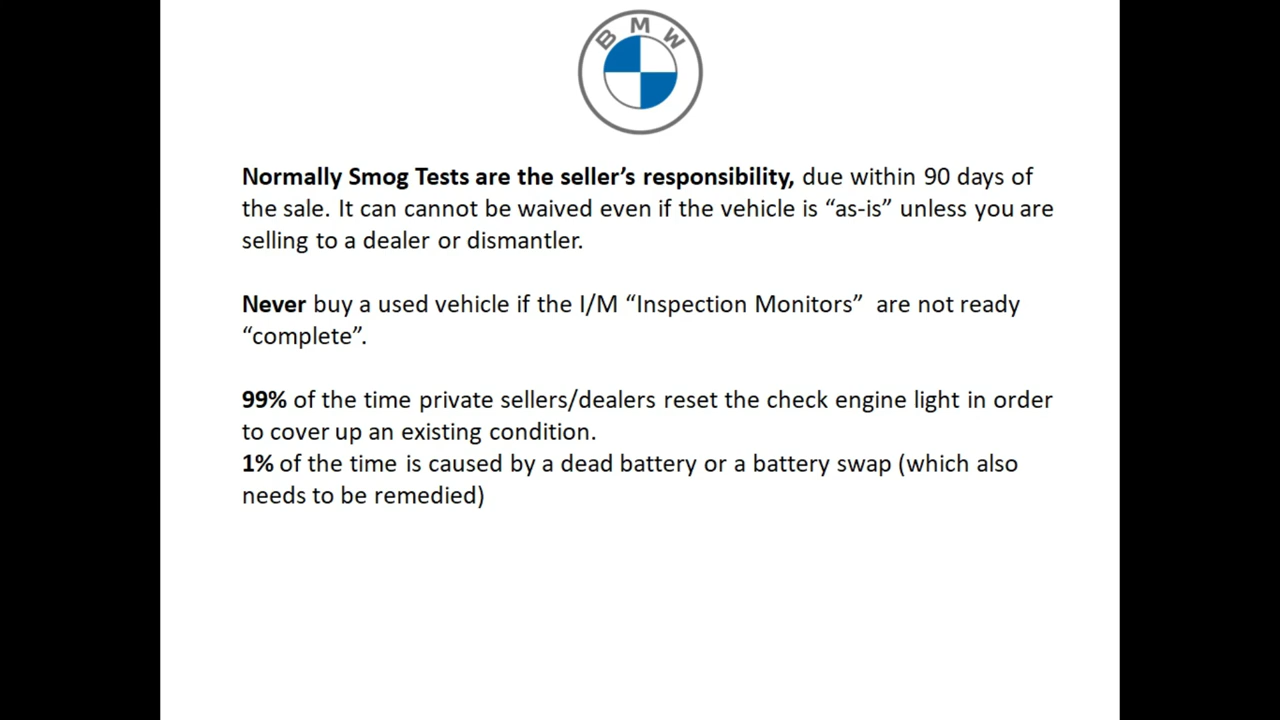 BMW
Normally Smog Tests are the seller’s responsibility, due within 90 days of
the sale. It can cannot be waived even if the vehicle is “as-is” unless you are
selling to a dealer or dismantler.
Never buy a used vehicle if the I/M “Inspection Monitors”  are not ready
“complete”.
99% of the time private sellers/dealers reset the check engine light in order
to cover up an existing condition.
1% of the time is caused by a dead battery or a battery swap (which also
needs to be remedied)